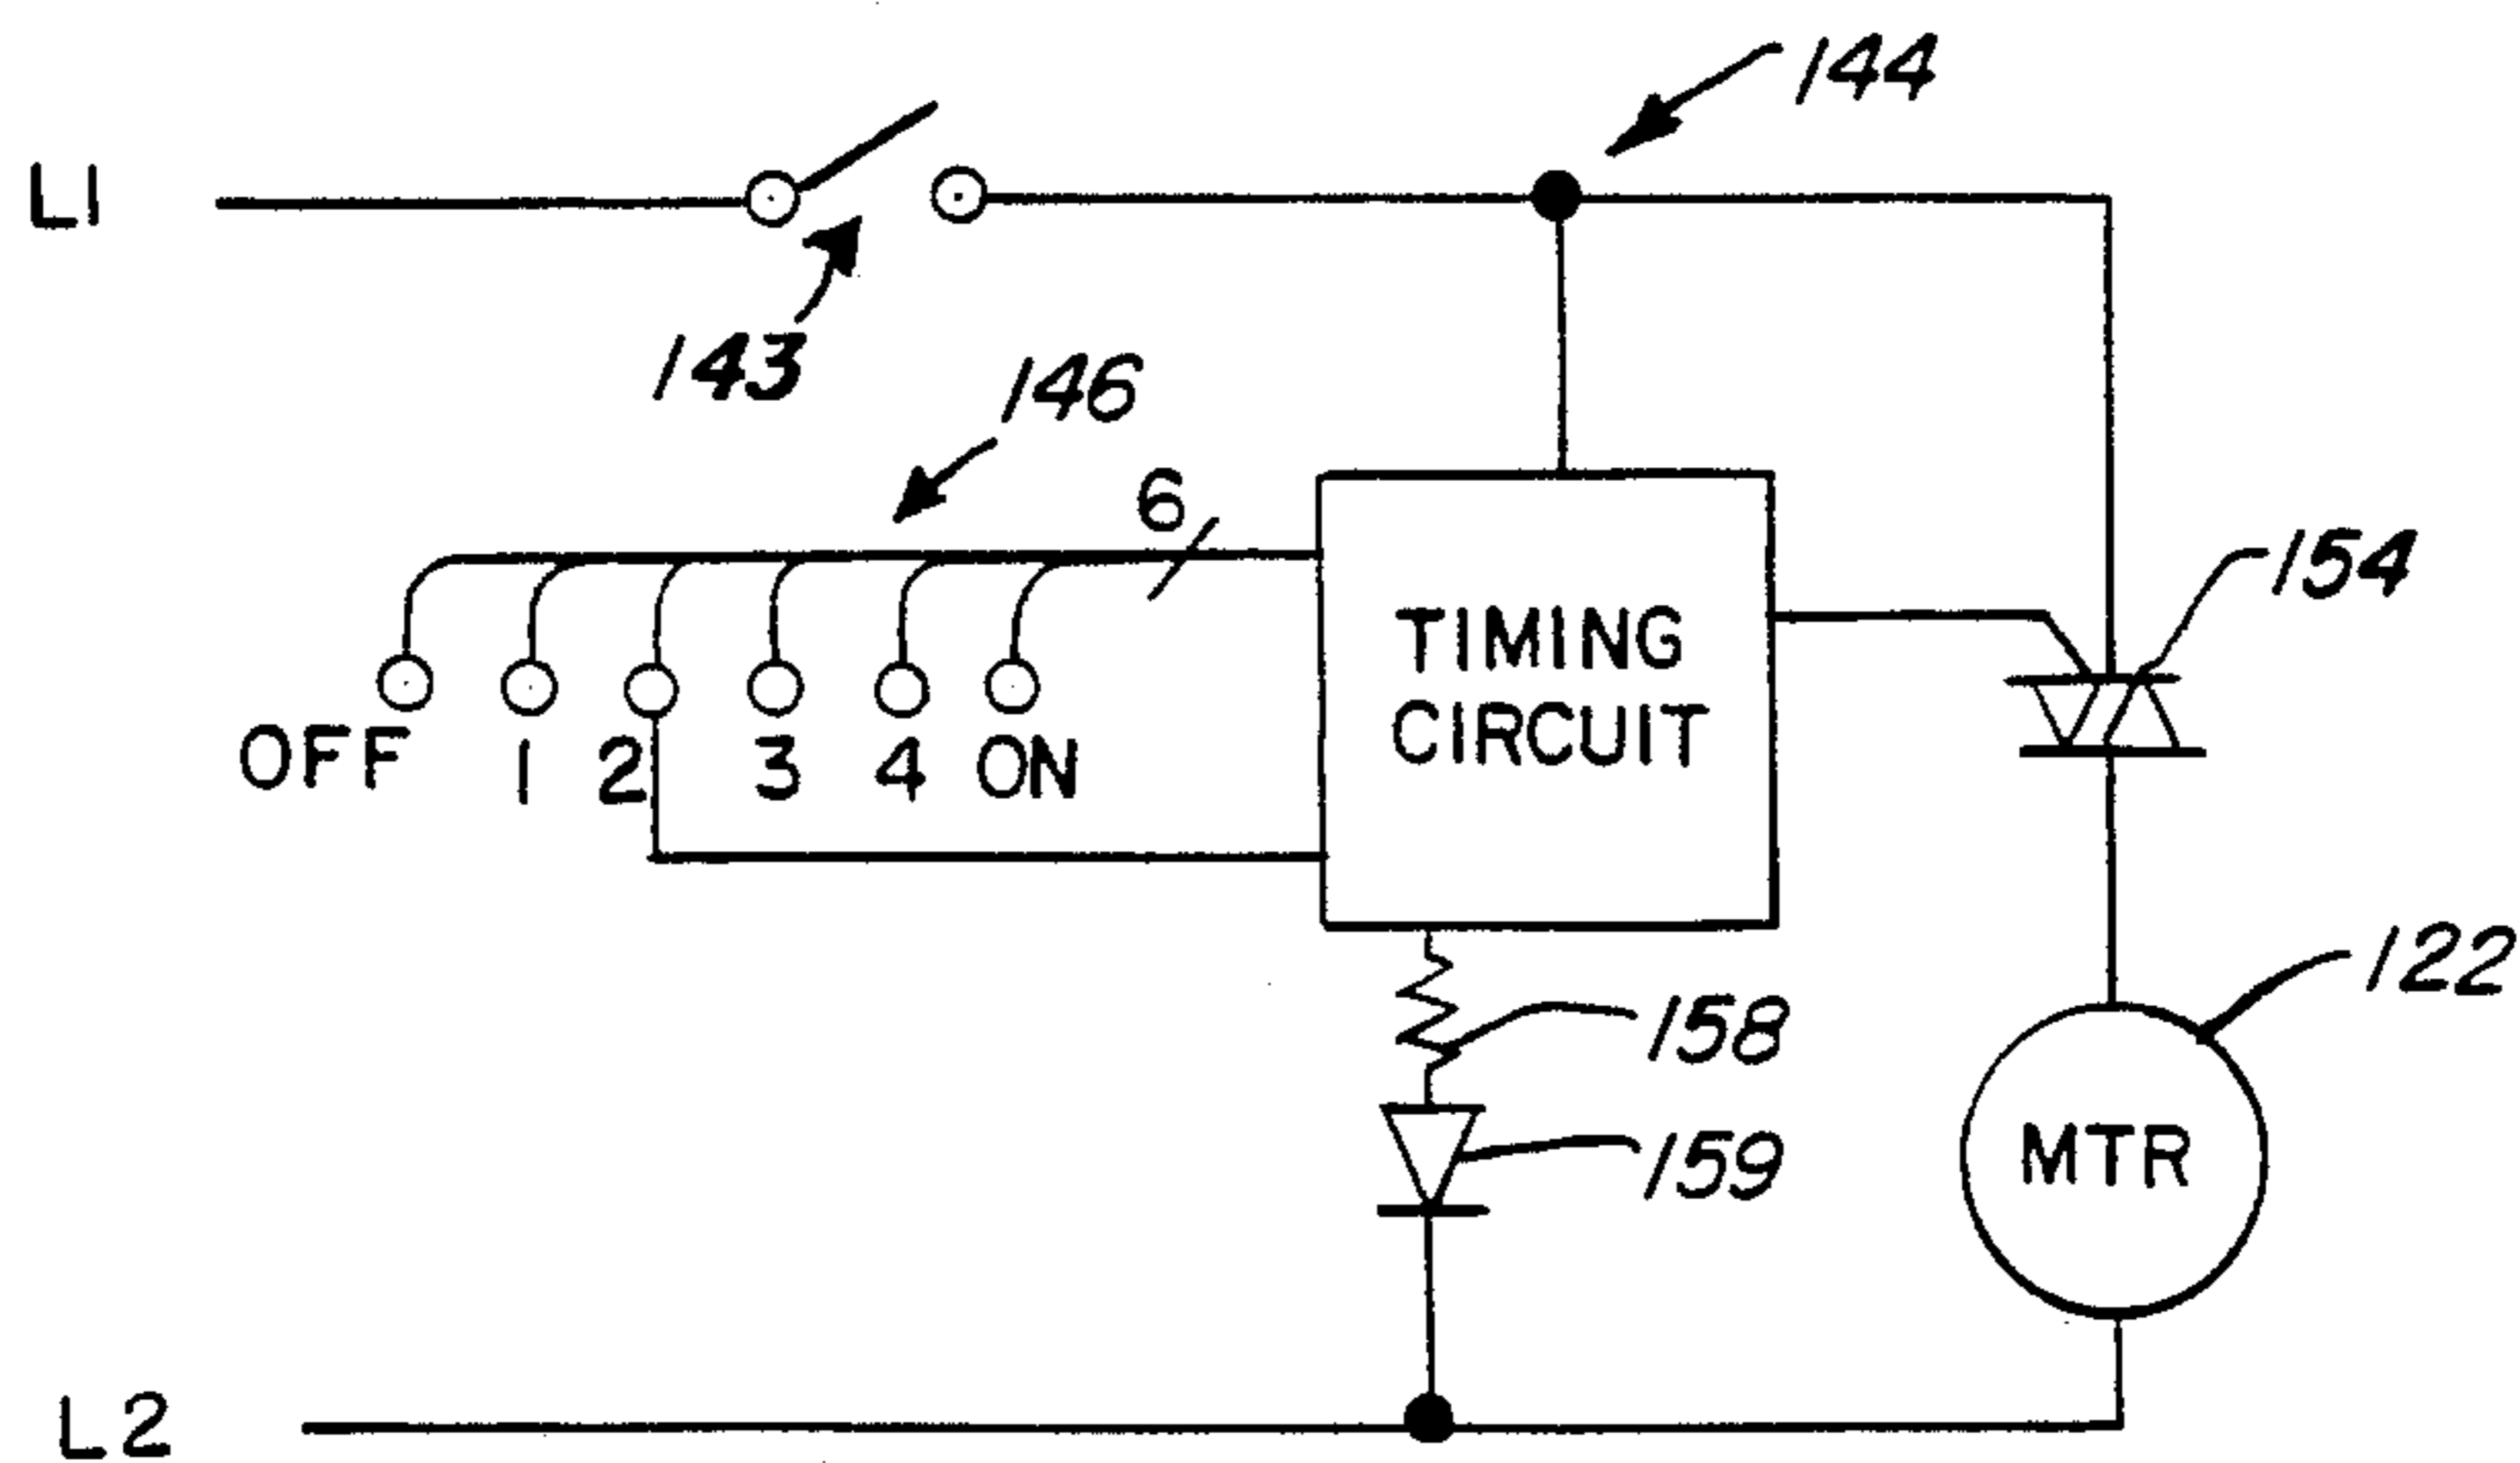 144
L1
143
146
6
154
TIMING
CIRCUIT
OFF 1 2 3 4 ON
122
158
MTR
159
L2